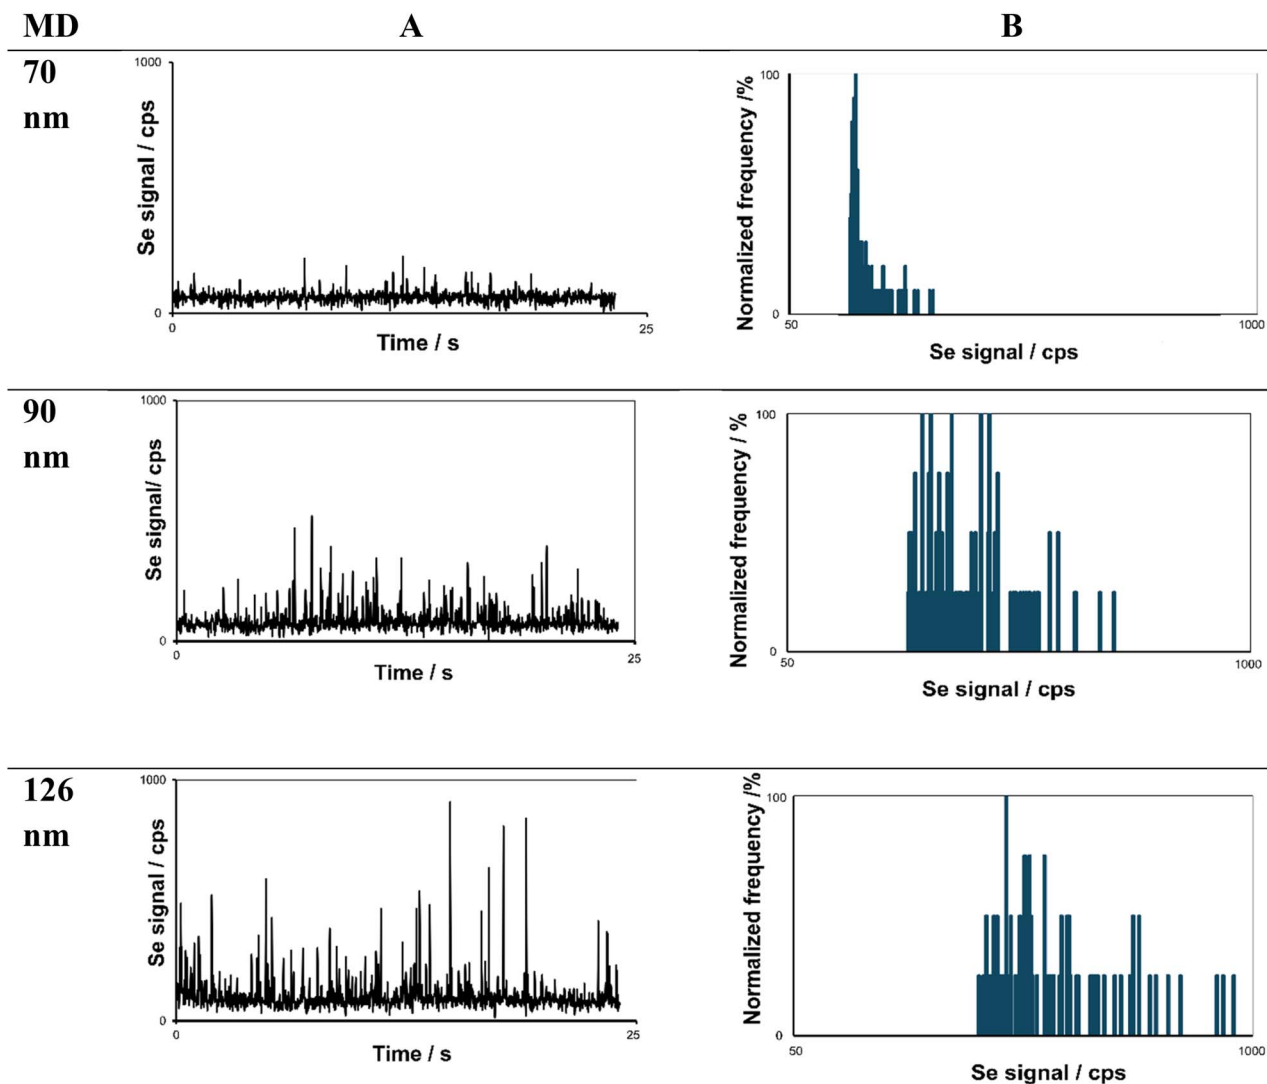 MD A B
70
nm
Se signal / cps
1000
0
0
25
Time / s
Normalized frequency /%
100
0
50
1000
Se signal / cps
90
nm
Se signal/ cps
1000
0
0
25
Time / s
Normalized frequency / %
100
0
50
1000
Se signal / cps
126
nm
Se signal / cps
1000
0
0
25
Time / s
Normalized frequency /%
100
0
50
1000
Se signal / cps